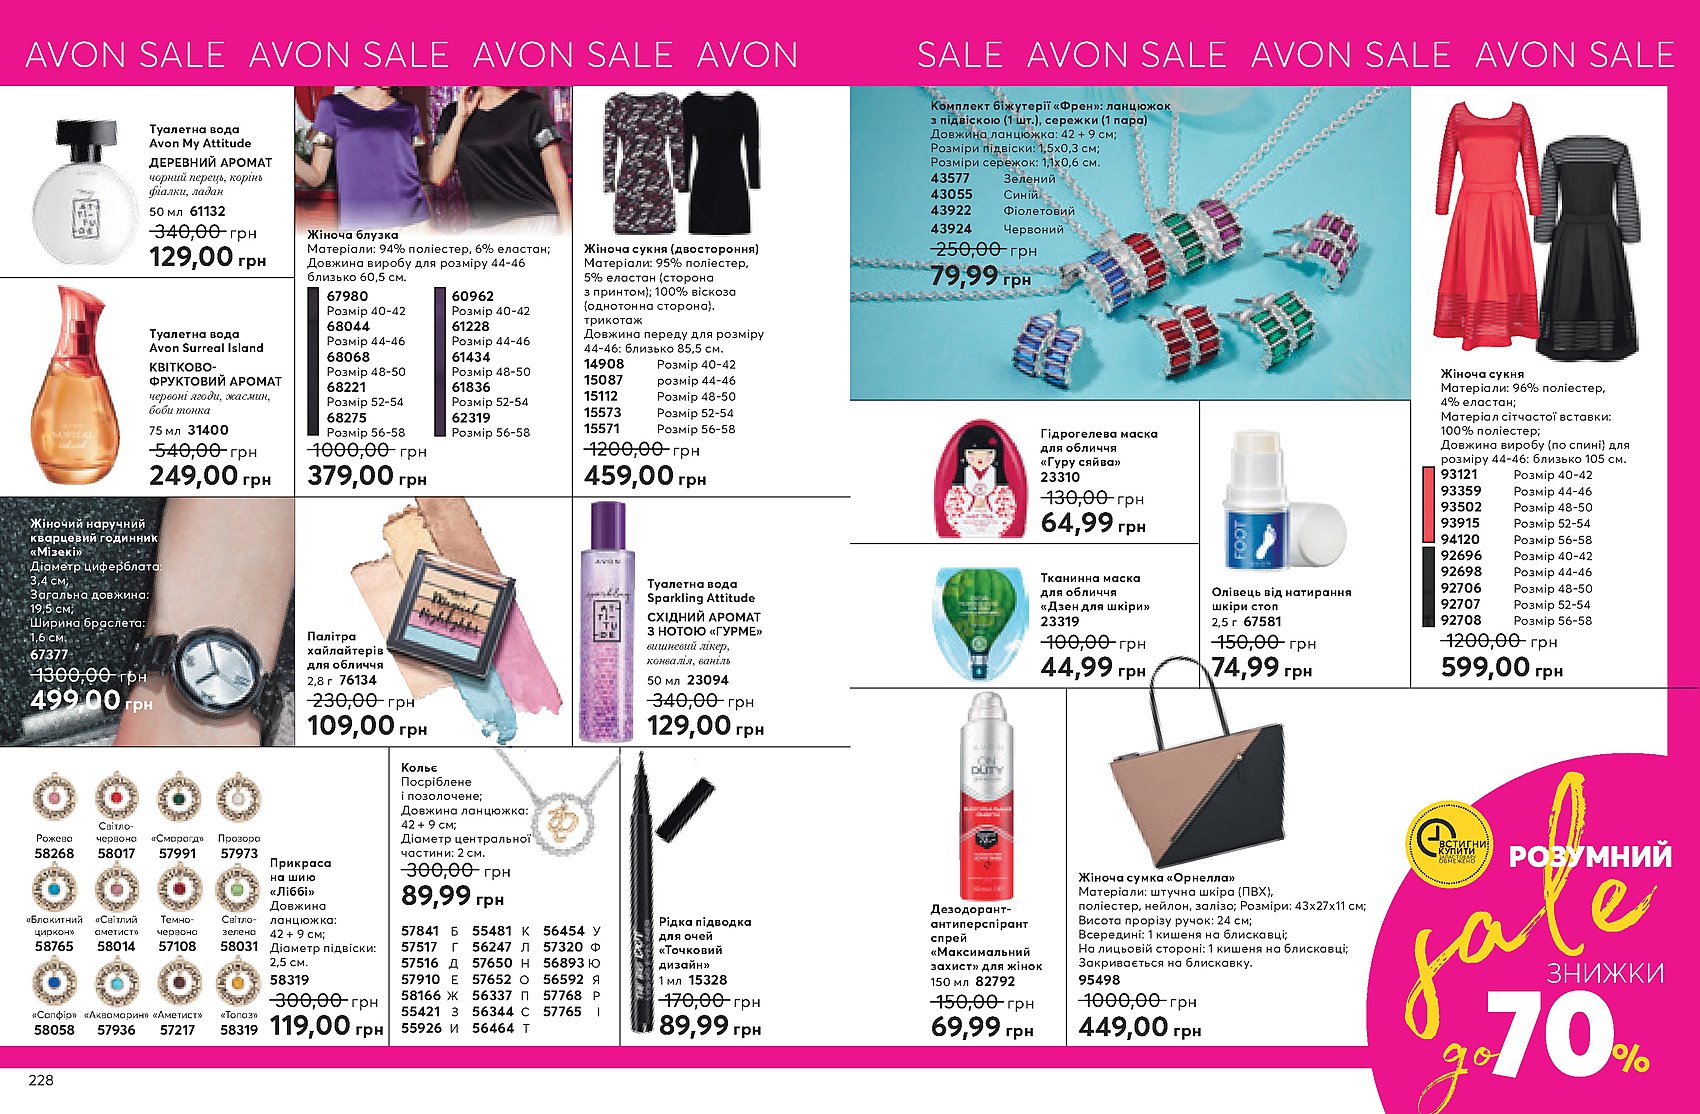 AVON SALE AVON SALE AVON SALE AVON
SALE AVON SALE AVON SALE AVON SALE
Туалетна вода
Avon My Attitude
ДЕРЕВНИЙ АРОМАТ
чорний перець, корінь
фіалки, ладан
50 мл 61132
340,00 грн
129,00 грн
Туалетна вода
Avon Surreal Island
КВІТКОВО-
ФРУКТОВИЙ АРОМАТ
червоні ягоди, жасмин,
боби тонка
75 мл 31400
540,00 грн
249,00 грн
Жіноча блузка
Матеріали: 94% поліестер, 6% еластан;
Довжина виробу для розміру 44-46
близько 60,5 см.
67980
Розмір 40-42
68044
Розмір 44-46
68068
Розмір 48-50
68221
Розмір 52-54
68275
Розмір 56-58
60962
Розмір 40-42
61228
Розмір 44-46
61434
Розмір 48-50
61836
Розмір 52-54
62319
Розмір 56-58
1000,00 грн
379,00 грн
Жіноча сукня (двостороння)
Матеріали: 95% поліестер,
5% еластан (сторона
з принтом); 100% віскоза
(однотонна сторона).
трикотаж
Довжина переду для розміру
44-46: близько 85,5 см.
14908 Розмір 40-42
15087 розмір 44-46
15112 Розмір 48-50
15573 Розмір 52-54
15571 Розмір 56-58
1200,00 грн
459,00 грн
Жіночий наручний
кварцевий годинник
«Мізекі»
Діаметр циферблата:
3,4 см;
Загальна довжина:
19,5 см;
Ширина браслета:
1,6 см.
67377
1300,00 грн
499,00 грн
Палітра
хайлайтерів
для обличчя
2,8 г 76134
230,00 грн
109,00 грн
AVON
AT
TI-
TU
DE
Туалетна вода
Sparkling Attitude
СХІДНИЙ АРОМАТ
З НОТОЮ «ГУРМЕ»
вишневий лікер,
конвалія, ваніль
50 мл 23094
340,00 грн
129,00 грн
Рожева
58268
Світло-
червона
58017
«Смарагд»
57991
Прозора
57973
«Блакитний
циркон»
58765
«Світлий
аметист»
58014
Темно-
червона
57108
Світло-
зелена
58031
«Сапфір»
58058
«Аквамарин»
57936
«Аметист»
57217
«Топаз»
58319
Прикраса
на шию
«Ліббі»
Довжина
ланцюжка:
42 + 9 см;
Діаметр підвіски:
2,5 см.
58319
300,00 грн
119,00 грн
Кольє
Посріблене
і позолочене;
Довжина ланцюжка:
42 + 9 см;
Діаметр центральної
частини: 2 см.
300,00 грн
89,99 грн
57841 Б 55481 К 56454 У
57517 Г 56247 Л 57320 Ф
57516 Д 57650 Н 56893 Ю
57910 Е 57652 О 56592 Я
58166 Ж 56337 П 57768 Р
55421 З 56344 С 57765 І
55926 И 56464 Т
Рідка підводка
для очей
«Точковий
дизайн»
1 мл 15328
170,00 грн
89,99 грн
Комплект біжутерії «Френ»: ланцюжок
з підвіскою (1 шт.), сережки (1 пара)
Довжина ланцюжка: 42 + 9 см;
Розміри підвіски: 1,5х0,3 см;
Розміри сережок: 1,1х0,6 см.
43577 Зелений
43055 Синій
43922 Фіолетовий
43924 Червоний
250,00 грн
79,99 грн
Жіноча сукня
Матеріали: 96% поліестер,
4% еластан;
Матеріал сітчастої вставки:
100% поліестер;
Довжина виробу (по спині) для
розміру 44-46: близько 105 см.
93121 Розмір 40-42
93359 Розмір 44-46
93502 Розмір 48-50
93915 Розмір 52-54
94120 Розмір 56-58
92696 Розмір 40-42
92698 Розмір 44-46
92706 Розмір 48-50
92707 Розмір 52-54
92708 Розмір 56-58
1200,00 грн
599,00 грн
Гідрогелева маска
для обличчя
«Гуру сяйва»
23310
130,00 грн
64,99 грн
Тканинна маска
для обличчя
«Дзен для шкіри»
23319
100,00 грн
44,99 грн
FOOT
Олівець від натирання
шкіри стоп
2,5 г 67581
150,00 грн
74,99 грн
ON
DUTY
Дезодорант-
антиперспірант
спрей
«Максимальний
захист» для жінок
150 мл 82792
150,00 грн
69,99 грн
Жіноча сумка «Орнелла»
Матеріали: штучна шкіра (ПВХ),
поліестер, нейлон, залізо; Розміри: 43х27х11 см;
Висота прорізу ручок: 24 см;
Всередині: 1 кишеня на блискавці;
На лицьовій стороні: 1 кишеня на блискавці;
Закривається на блискавку.
95498
1000,00 грн
449,00 грн
ВСТИГНИ
КУПИТИ
ЗАПАС ТОВАРУ
ОБМЕЖЕНО
РОЗУМНИЙ
sale
ЗНИЖКИ
до 70%
228